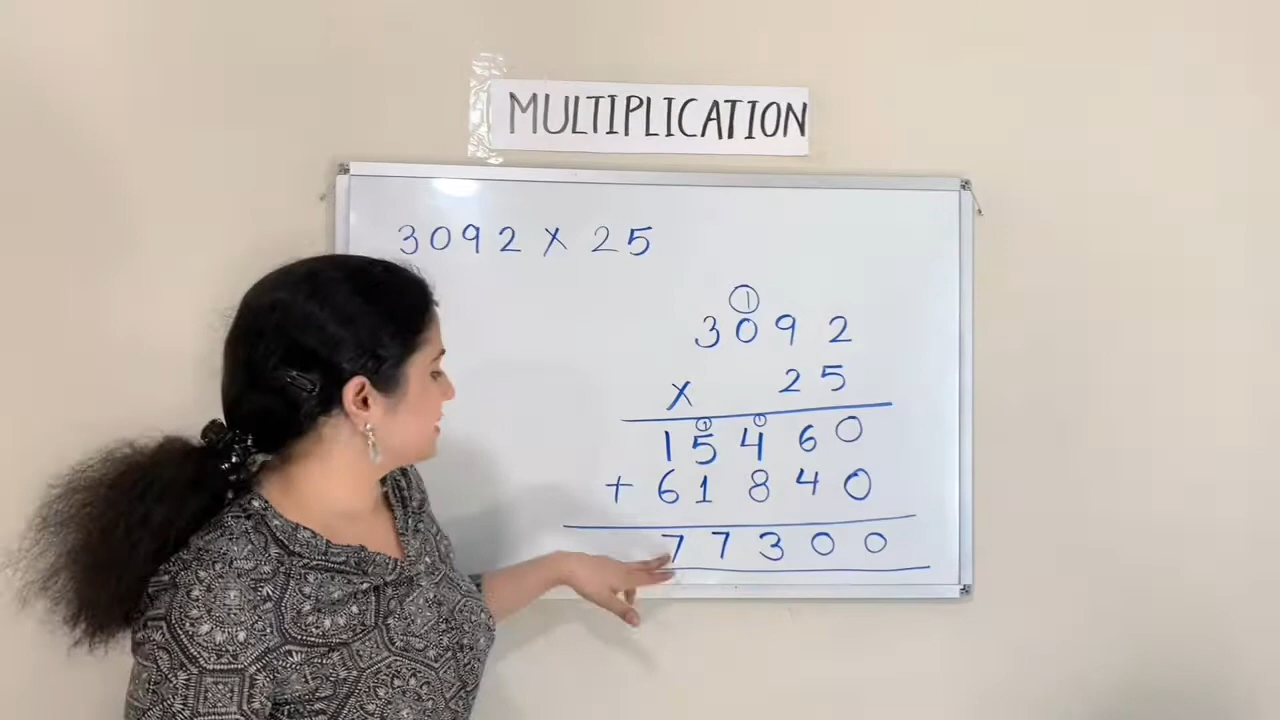 MULTIPLICATION
3092 X 25
1
3092
X 25
1 1
15460
+ 61840
77300